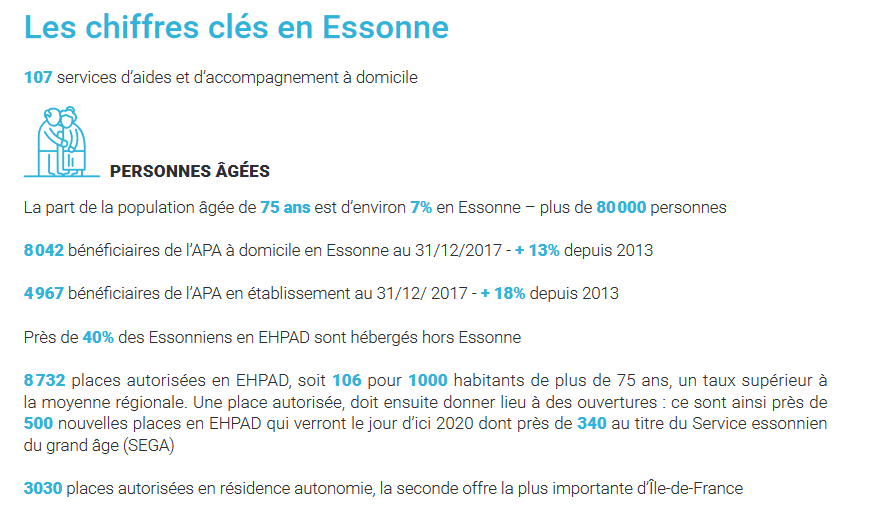 Les chiffres clés en Essonne
107 services d’aides et d’accompagnement à domicile
PERSONNES ÂGÉES
La part de la population âgée de 75 ans est d’environ 7% en Essonne – plus de 80 000 personnes
8 042 bénéficiaires de l’APA à domicile en Essonne au 31/12/2017 - + 13% depuis 2013
4 967 bénéficiaires de l’APA en établissement au 31/12/ 2017 - + 18% depuis 2013
Près de 40% des Essonniens en EHPAD sont hébergés hors Essonne
8 732 places autorisées en EHPAD, soit 106 pour 1000 habitants de plus de 75 ans, un taux supérieur à
la moyenne régionale. Une place autorisée, doit ensuite donner lieu à des ouvertures : ce sont ainsi près de
500 nouvelles places en EHPAD qui verront le jour d’ici 2020 dont près de 340 au titre du Service essonnien
du grand âge (SEGA)
3030 places autorisées en résidence autonomie, la seconde offre la plus importante d’Île-de-France